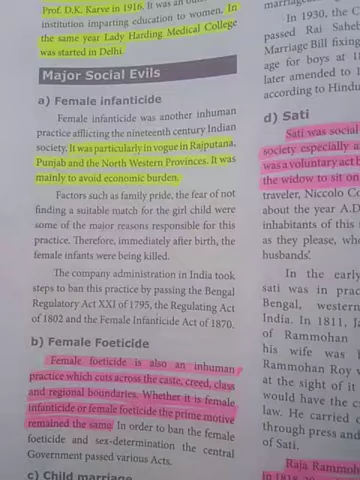 Prof. D.K. Karve in 1916. It was an
institution imparting education to women. In
the same year Lady Harding Medical College
was started in Delhi.
Major Social Evils
a) Female infanticide
Female infanticide was another inhuman
practice afflicting the nineteenth century Indian
society. It was particularly in vogue in Rajputana,
Punjab and the North Western Provinces. It was
mainly to avoid economic burden.
Factors such as family pride, the fear of not
finding a suitable match for the girl child were
some of the major reasons responsible for this
practice. Therefore, immediately after birth, the
female infants were being killed.
The company administration in India took
steps to ban this practice by passing the Bengal
Regulatory Act XXI of 1795, the Regulating Act
of 1802 and the Female Infanticide Act of 1870.
b) Female Foeticide
Female foeticide is also an inhuman
practice which cuts across the caste, creed, class
and regional boundaries. Whether it is female
infanticide or female foeticide the prime motive
remained the same. In order to ban the female
foeticide and sex-determination the central
Government passed various Acts.
c) Child marriage
In 1930, the C
passed Rai Saheb
Marriage Bill fixing
age for boys at 18
later amended to 1
according to Hindu
d) Sati
Sati was social
society especially a
was a voluntary act b
the widow to sit on
traveler, Niccolo Co
about the year A.D
inhabitants of this
as they please, wh
husbands'.
In the early
sati was in prac
Bengal, western
India. In 1811, Ja
of Rammohan
his wife was
Rammohan Roy v
at the sight of it
would have the c
law. He carried o
through press and
of Sati.
Raja Rammoh
in 1818-20